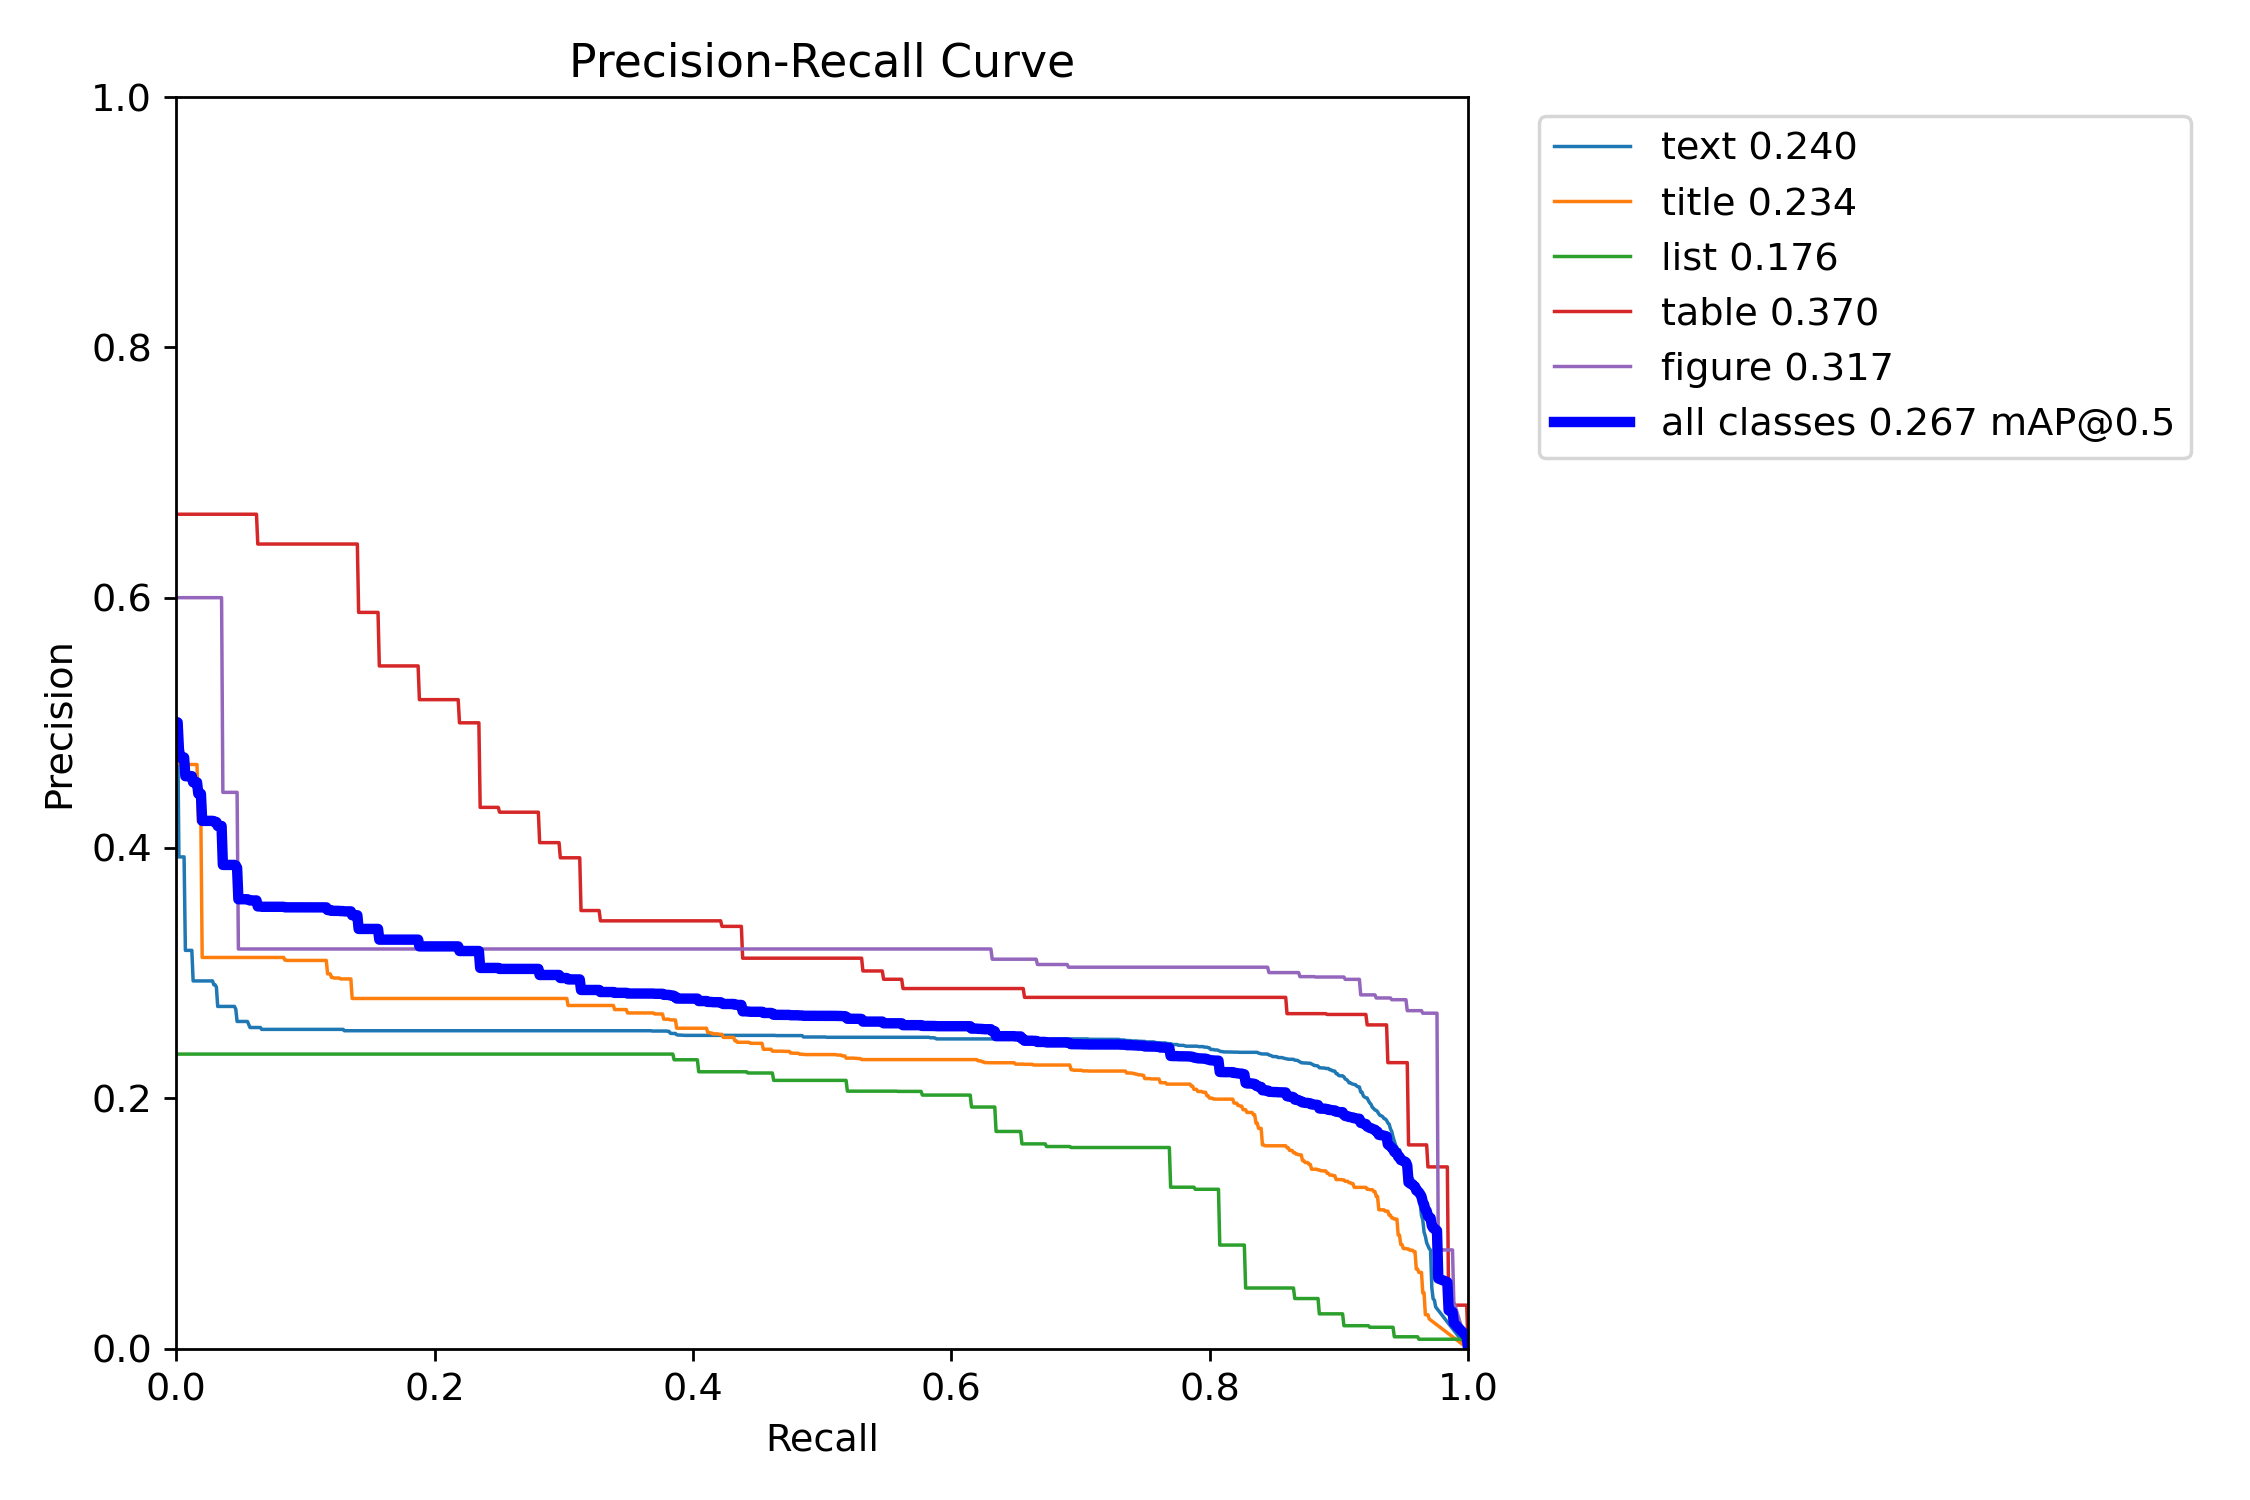 Precision-Recall Curve
1.0
0.8
0.6
0.4
0.2
0.0
Precision
0.0 0.2 0.4 0.6 0.8 1.0
Recall
text 0.240
title 0.234
list 0.176
table 0.370
figure 0.317
all classes 0.267 mAP@0.5